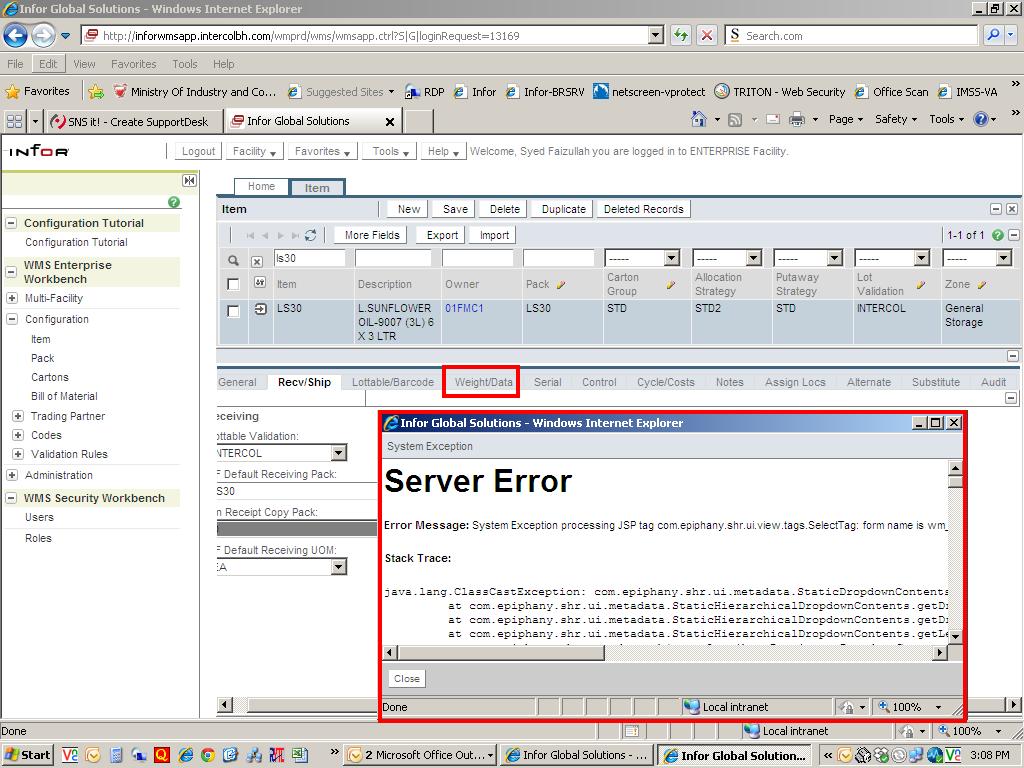 Infor Global Solutions - Windows Internet Explorer
http://inforwmsapp.intercolbh.com/wmprd/wms/wmsapp.ctrl?S|G|loginRequest=13169
Search.com
File Edit View Favorites Tools Help
Favorites Ministry Of Industry and Co... Suggested Sites RDP Infor Infor-BRSRV netscreen-vprotect TRITON - Web Security Office Scan IMSS-VA
SNS it! - Create SupportDesk Infor Global Solutions Page Safety Tools
INFOR Logout Facility Favorites Tools Help Welcome, Syed Faizullah you are logged in to ENTERPRISE Facility.
Configuration Tutorial
Configuration Tutorial
WMS Enterprise
Workbench
Multi-Facility
Configuration
Item
Pack
Cartons
Bill of Material
Trading Partner
Codes
Validation Rules
Administration
WMS Security Workbench
Users
Roles
Home Item
Item New Save Delete Duplicate Deleted Records
More Fields Export Import 1-1 of 1
ls30 ----- ----- ----- ----- -----
Item Description Owner Pack Carton Group Allocation Strategy Putaway Strategy Lot Validation Zone
LS30 L.SUNFLOWER OIL-9007 (3L) 6 X 3 LTR 01FMC1 LS30 STD STD2 STD INTERCOL General Storage
General Recv/Ship Lottable/Barcode Weight/Data Serial Control Cycle/Costs Notes Assign Locs Alternate Substitute Audit
eceiving
ottable Validation:
NTERCOL
F Default Receiving Pack:
S30
n Receipt Copy Pack:
F Default Receiving UOM:
EA
Infor Global Solutions - Windows Internet Explorer
System Exception
Server Error
Error Message: System Exception processing JSP tag com.epiphany.shr.ui.view.tags.SelectTag: form name is wm_
Stack Trace:
java.lang.ClassCastException: com.epiphany.shr.ui.metadata.StaticDropdownContents
at com.epiphany.shr.ui.metadata.StaticHierarchicalDropdownContents.getD
at com.epiphany.shr.ui.metadata.StaticHierarchicalDropdownContents.getD
at com.epiphany.shr.ui.metadata.StaticHierarchicalDropdownContents.getLe
Close
Done Local intranet 100%
Done Local intranet 100%
Start 2 Microsoft Office Out... Infor Global Solutions - ... Infor Global Solution... 3:08 PM